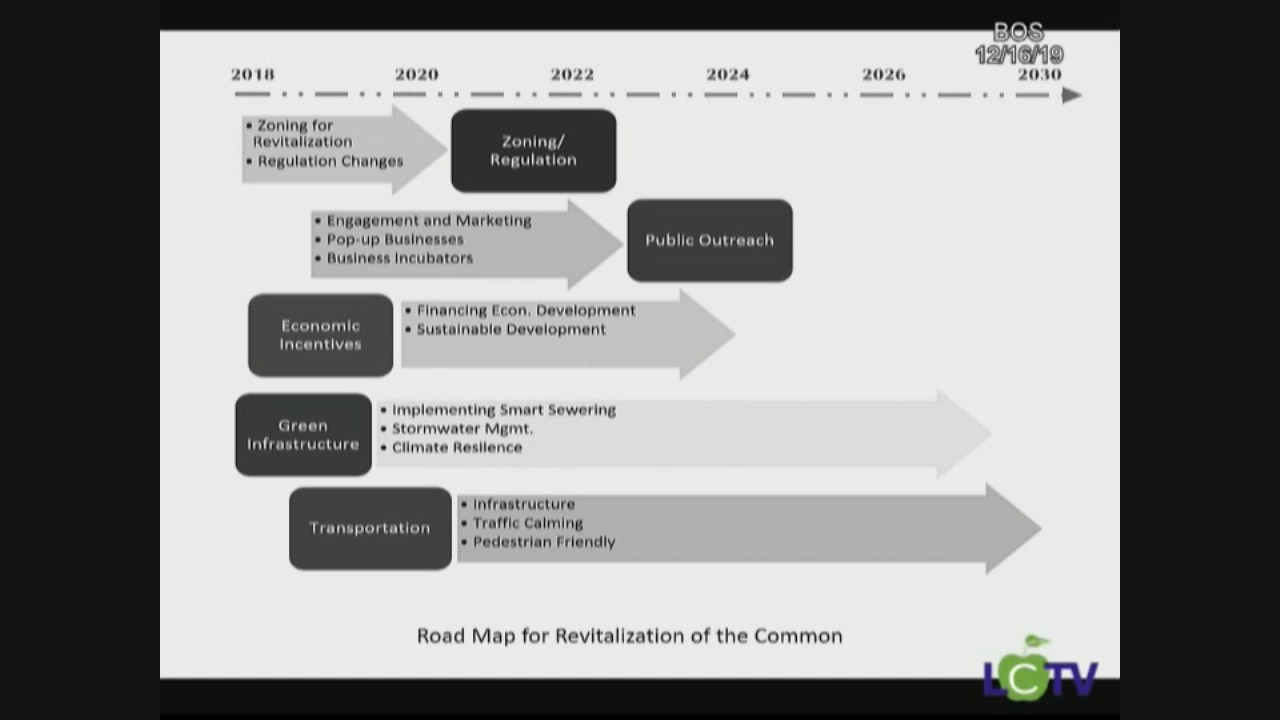 BOS
12/16/19
2018 2020 2022 2024 2026 2030
• Zoning for
Revitalization
• Regulation Changes
Zoning/
Regulation
• Engagement and Marketing
• Pop-up Businesses
• Business Incubators
Public Outreach
Economic
Incentives
• Financing Econ. Development
• Sustainable Development
Green
Infrastructure
• Implementing Smart Sewering
• Stormwater Mgmt.
• Climate Resilence
Transportation
• Infrastructure
• Traffic Calming
• Pedestrian Friendly
Road Map for Revitalization of the Common
LCTV